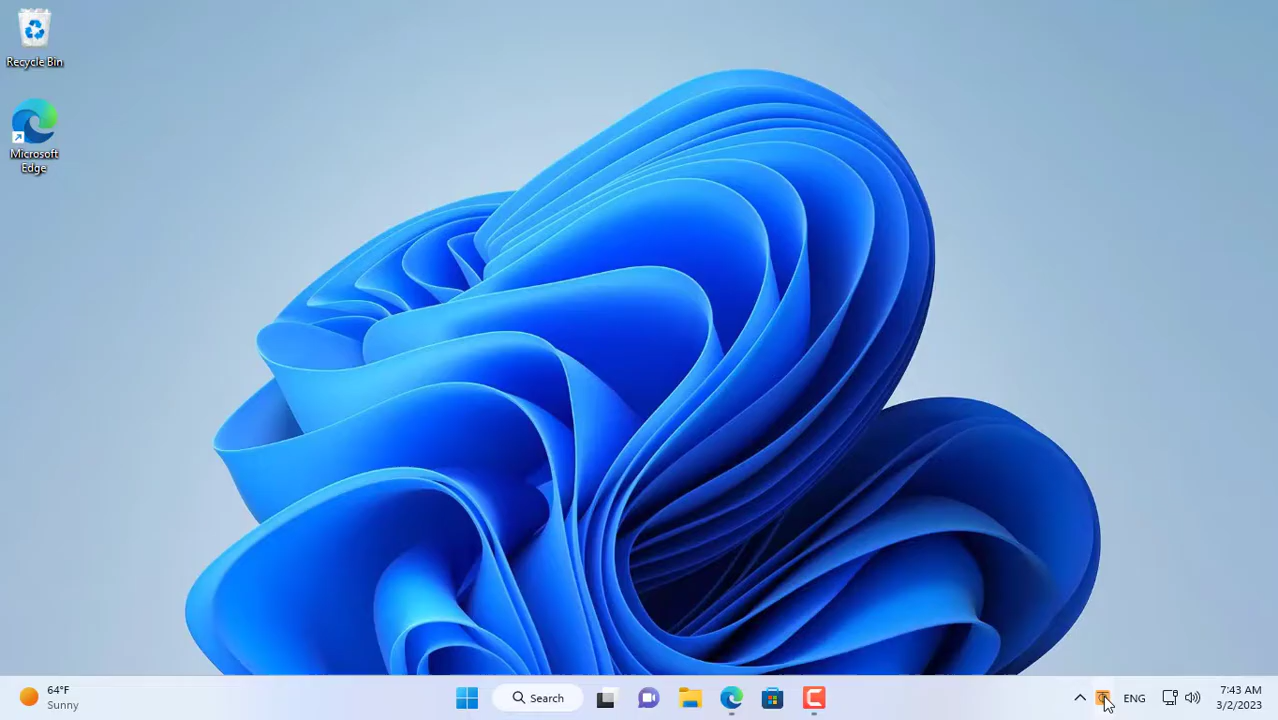 Recycle Bin
Microsoft
Edge
64°F
Sunny
Search
ENG
7:43 AM
3/2/2023